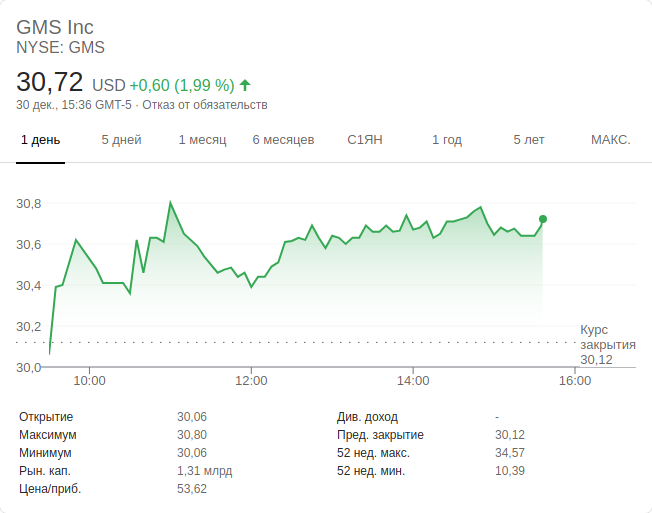 GMS Inc
NYSE: GMS
30,72 USD +0,60 (1,99 %)
30 дек., 15:36 GMT-5 · Отказ от обязательств
1 день 5 дней 1 месяц 6 месяцев С1ЯН 1 год 5 лет МАКС.
30,8
30,6
30,4
30,2
30,0
Курс
закрытия
30,12
10:00 12:00 14:00 16:00
Открытие 30,06 Див. доход -
Максимум 30,80 Пред. закрытие 30,12
Минимум 30,06 52 нед. макс. 34,57
Рын. кап. 1,31 млрд 52 нед. мин. 10,39
Цена/приб. 53,62